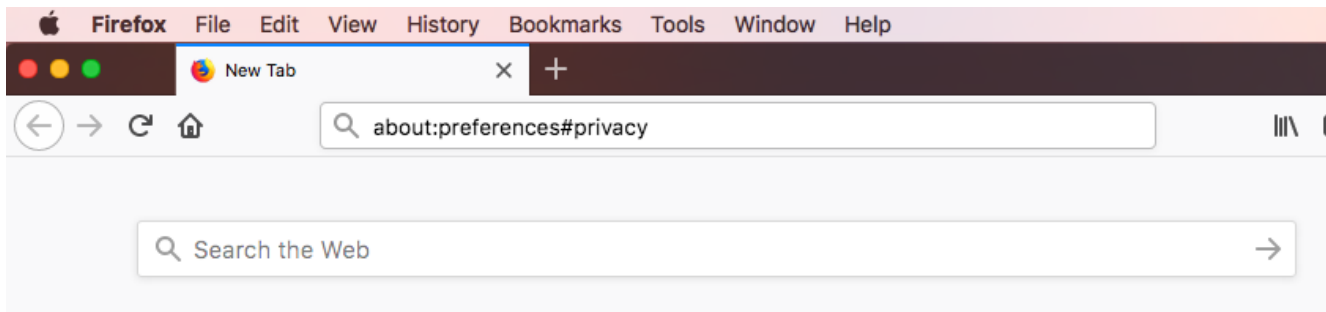 Firefox File Edit View History Bookmarks Tools Window Help
New Tab
about:preferences#privacy
Search the Web